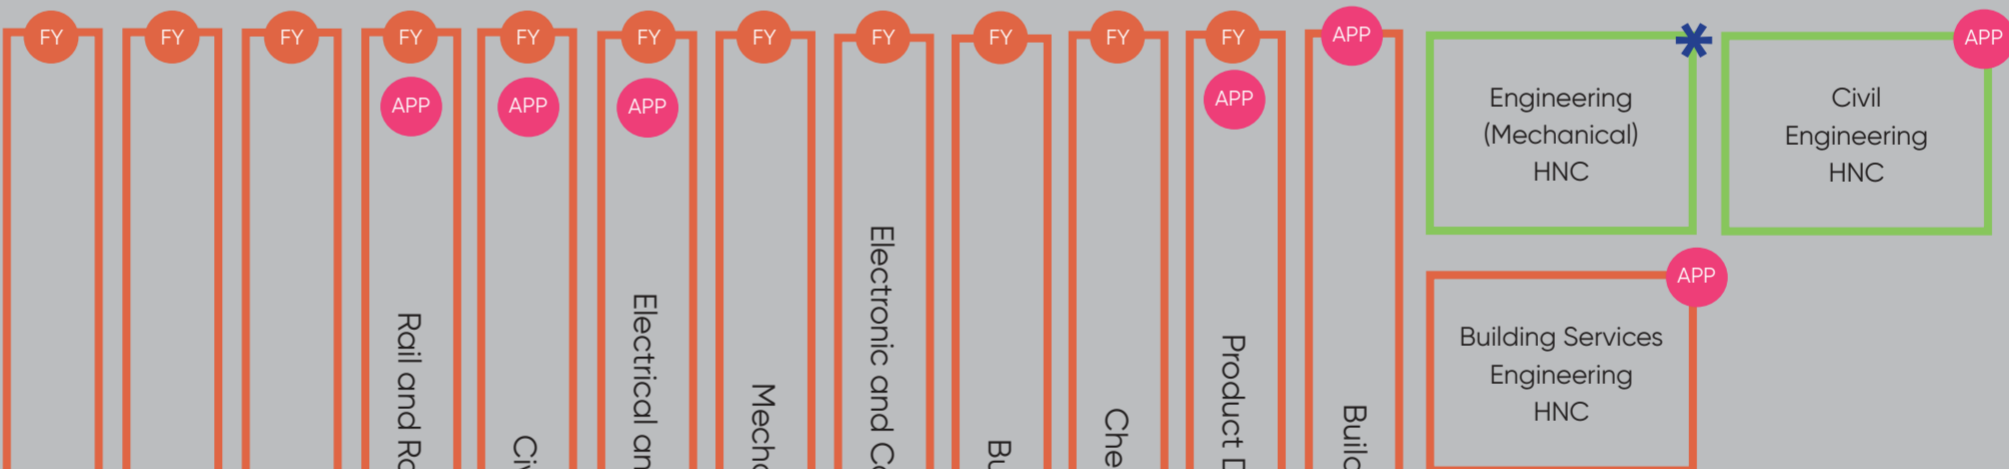 FY
FY
FY
FY
FY
FY
FY
FY
FY
FY
FY
APP
APP
APP
APP
APP
APP
Engineering
(Mechanical)
HNC
Civil
Engineering
HNC
APP
Building Services
Engineering
HNC
Rail and
Electrical
Electronic and
Product